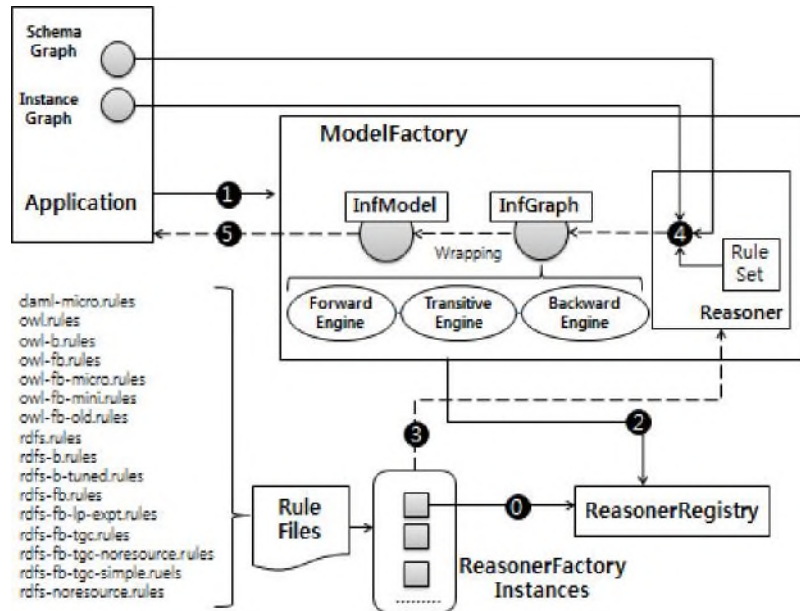 Schema
Graph
Instance
Graph
Application
1
5
ModelFactory
InfModel
InfGraph
Wrapping
4
Rule
Set
Reasoner
Forward
Engine
Transitive
Engine
Backward
Engine
daml-micro.rules
owl.rules
owl-b.rules
owl-fb.rules
owl-fb-micro.rules
owl-fb-mini.rules
owl-fb-old.rules
rdfs.rules
rdfs-b.rules
rdfs-b-tuned.rules
rdfs-fb.rules
rdfs-fb-lp-expt.rules
rdfs-fb-tgc.rules
rdfs-fb-tgc-noresource.rules
rdfs-fb-tgc-simple.ruels
rdfs-noresource.rules
Rule
Files
3
2
0
ReasonerRegistry
ReasonerFactory
Instances
.........